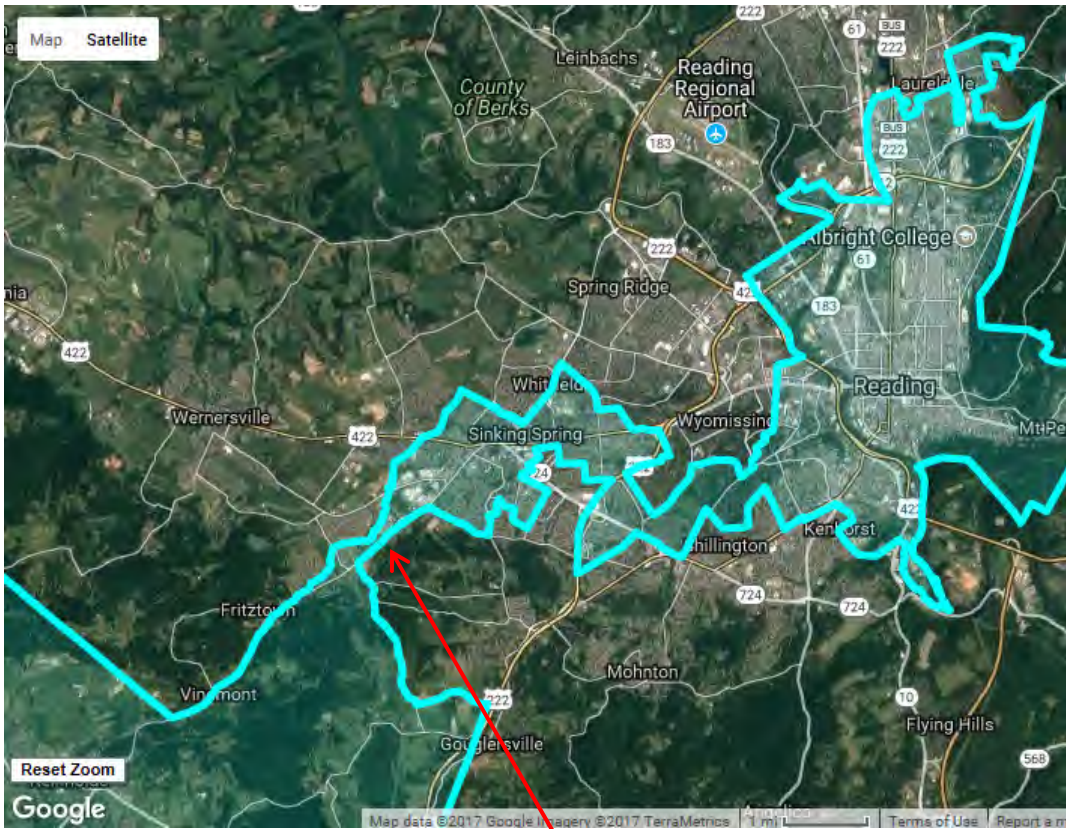 Map Satellite
222
61
BUS
222
Leinbachs
Laureldale
County
of Berks
Reading
Regional
Airport
183
BUS
222
Albright College
61
222
Spring Ridge
422
183
422
Whitfield
Reading
Wernersville
Wyomissing
422
Sinking Spring
Mt Pe
422
Shillington
Kenhorst
724
724
Fritztown
Mohnton
Vinemont
222
10
Flying Hills
Gouglersville
568
Reset Zoom
Google
Map data ©2017 Google Imagery ©2017 TerraMetrics 1 mi Terms of Use Report a m